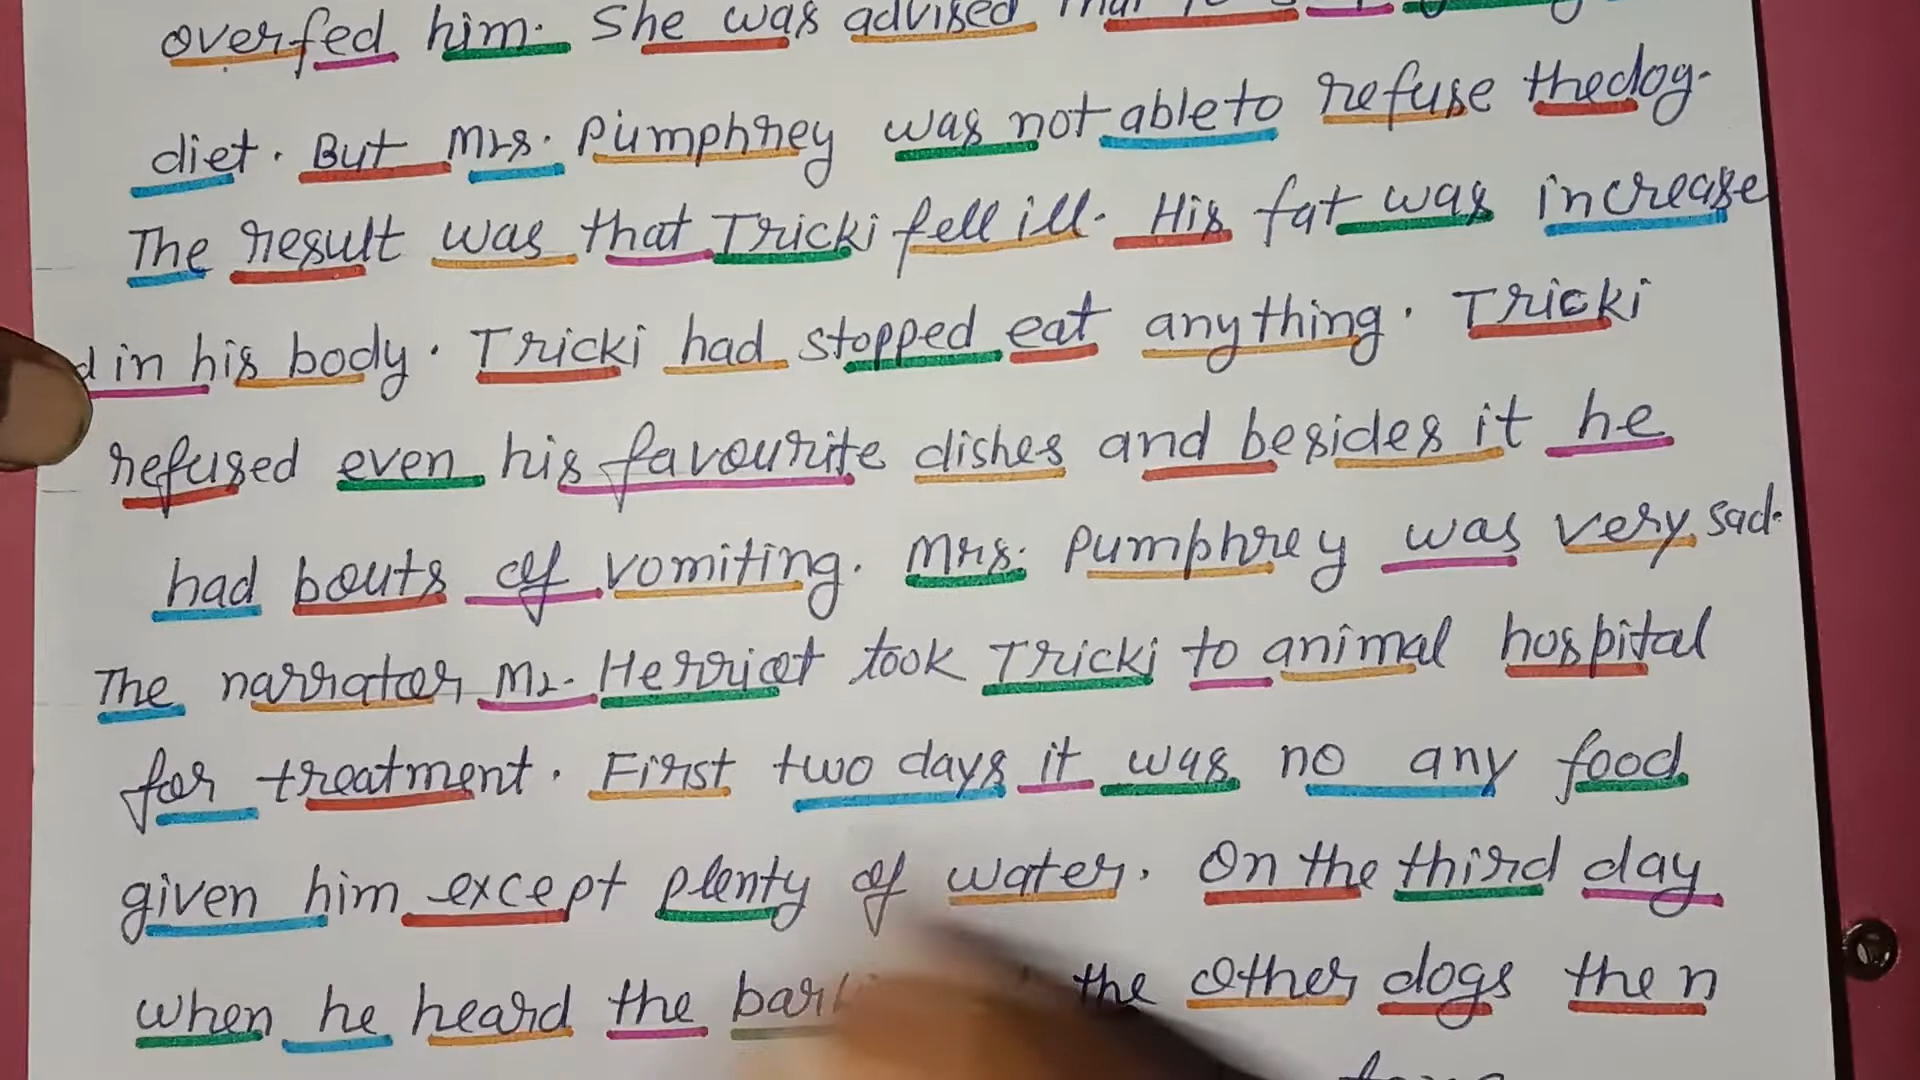 overfed him. She was advised that
diet. But Mrs. Pumphrey was not able to refuse the dog.
The result was that Tricki fell ill. His fat was increase
d in his body. Tricki had stopped eat anything. Tricki
refused even his favourite dishes and besides it he
had bouts of vomiting. Mrs. Pumphrey was very sad.
The narrator Mr. Herriot took Tricki to animal hospital
for treatment. First two days it was no any food
given him except plenty of water. On the third day
when he heard the the other dogs then